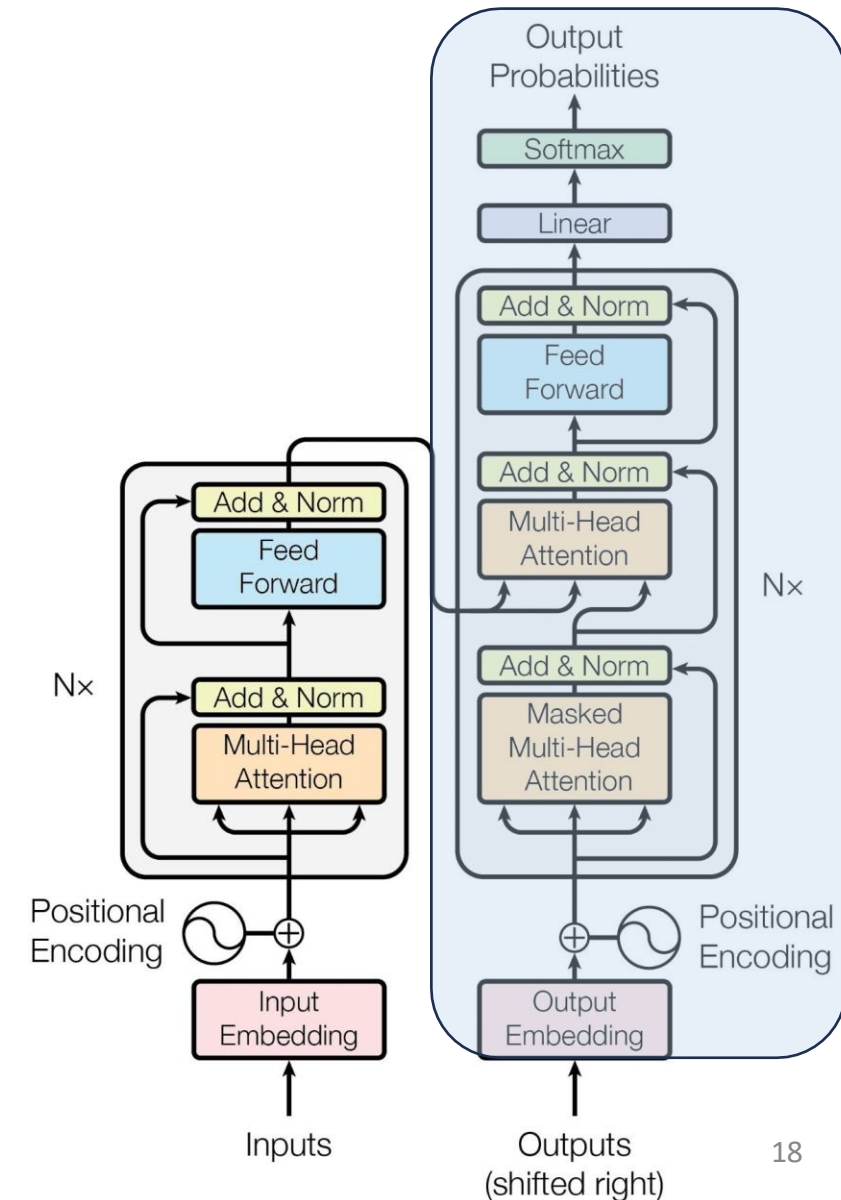 Output
Probabilities
Softmax
Linear
Add & Norm
Feed
Forward
Add & Norm
Multi-Head
Attention
N×
Add & Norm
Masked
Multi-Head
Attention
Positional
Encoding
Output
Embedding
Outputs
(shifted right)
Add & Norm
Feed
Forward
N×
Add & Norm
Multi-Head
Attention
Positional
Encoding
Input
Embedding
Inputs
18